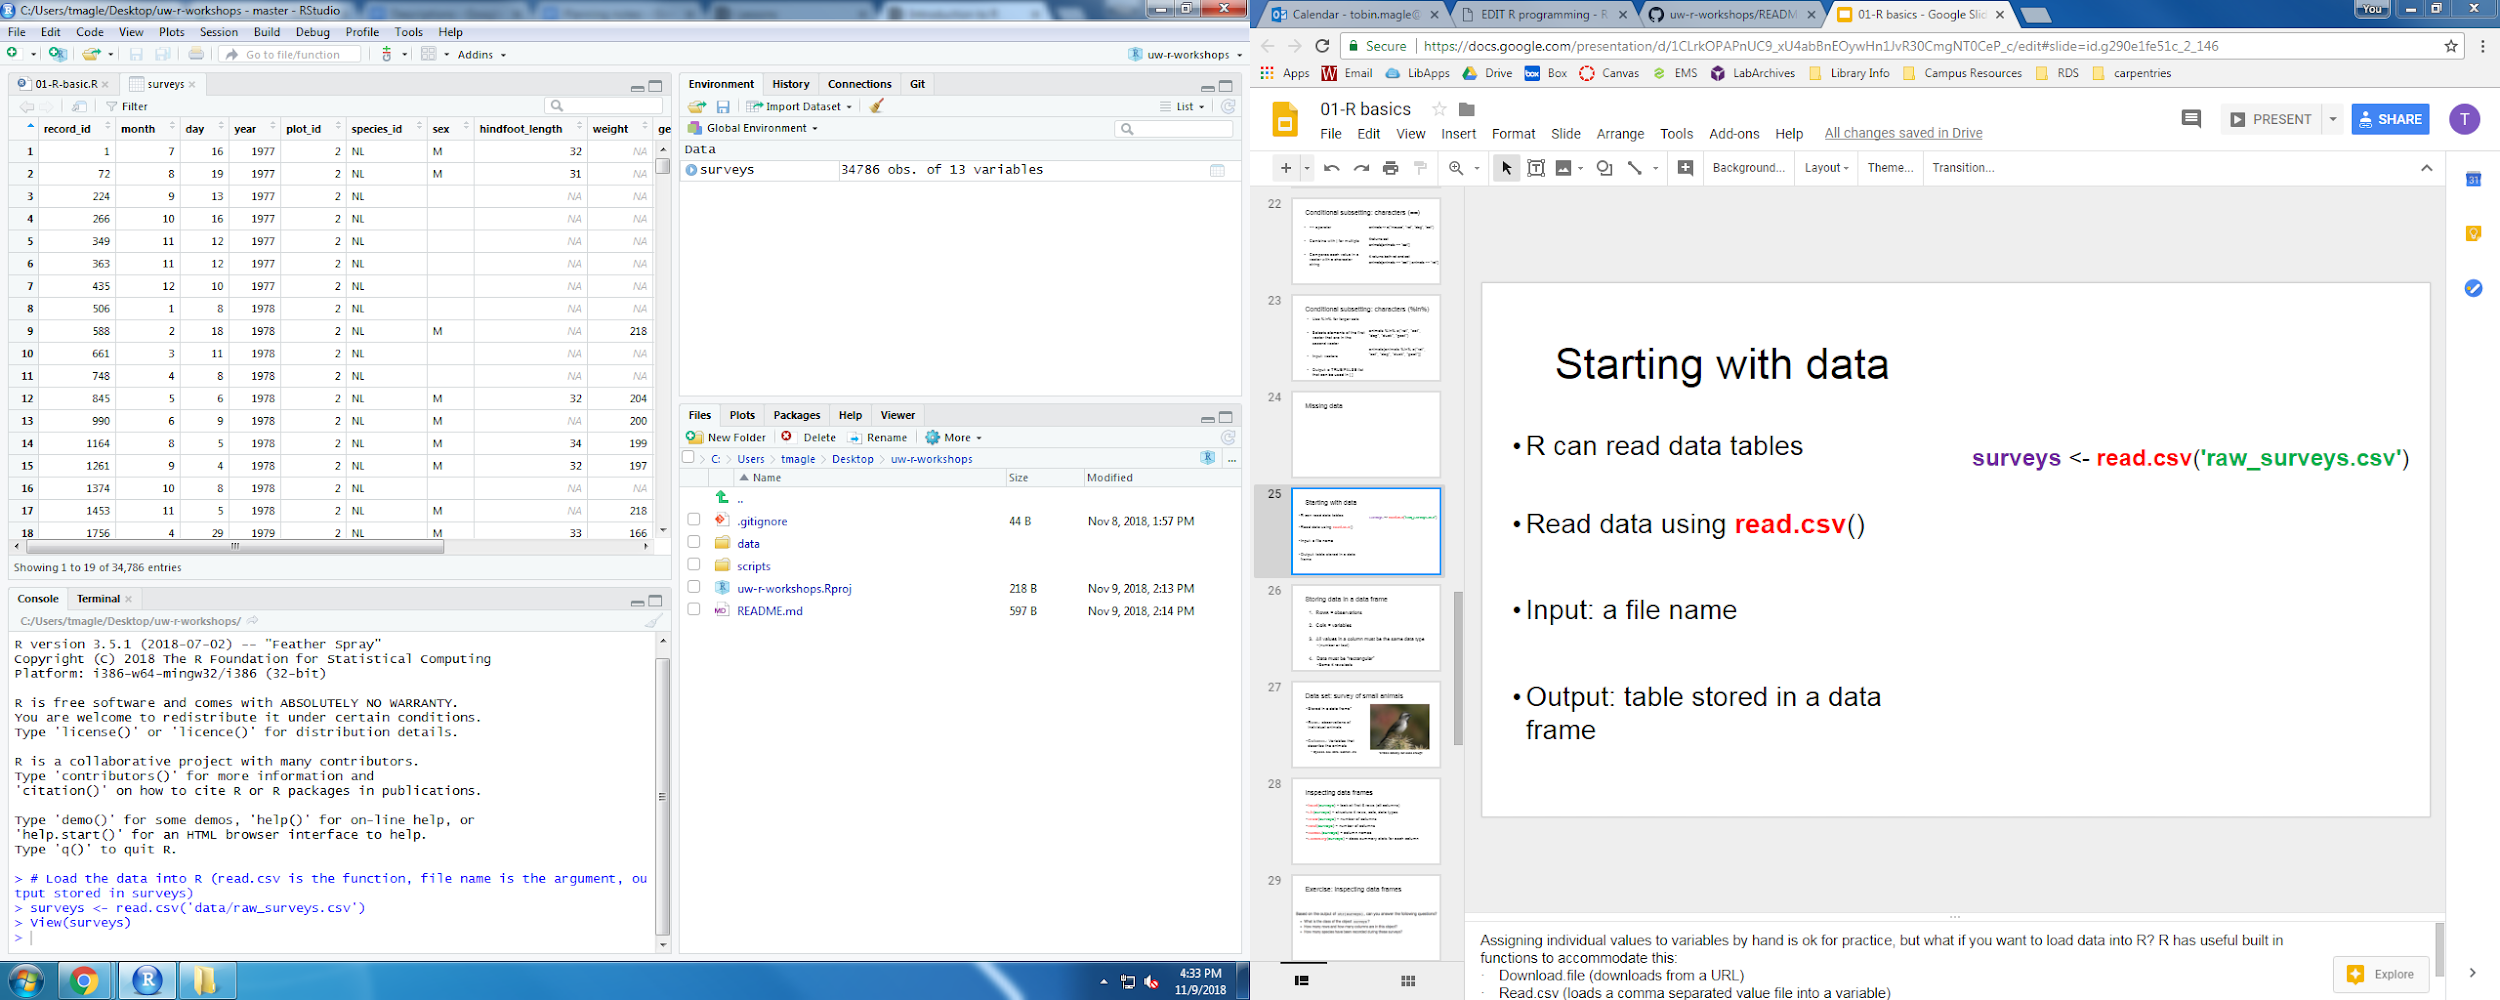 C:/Users/tmagle/Desktop/uw-r-workshops - master - RStudio
File Edit Code View Plots Session Build Debug Profile Tools Help
Go to file/function Addins uw-r-workshops
01-R-basic.R surveys
Filter
record_id month day year plot_id species_id sex hindfoot_length weight ge
1 1 7 16 1977 2 NL M 32 NA
2 72 8 19 1977 2 NL M 31 NA
3 224 9 13 1977 2 NL NA NA
4 266 10 16 1977 2 NL NA NA
5 349 11 12 1977 2 NL NA NA
6 363 11 12 1977 2 NL NA NA
7 435 12 10 1977 2 NL NA NA
8 506 1 8 1978 2 NL NA NA
9 588 2 18 1978 2 NL M NA 218
10 661 3 11 1978 2 NL NA NA
11 748 4 8 1978 2 NL NA NA
12 845 5 6 1978 2 NL M 32 204
13 990 6 9 1978 2 NL M NA 200
14 1164 8 5 1978 2 NL M 34 199
15 1261 9 4 1978 2 NL M 32 197
16 1374 10 8 1978 2 NL NA NA
17 1453 11 5 1978 2 NL M NA 218
18 1756 4 29 1979 2 NL M 33 166
Showing 1 to 19 of 34,786 entries
Console Terminal
C:/Users/tmagle/Desktop/uw-r-workshops/
R version 3.5.1 (2018-07-02) -- "Feather Spray"
Copyright (C) 2018 The R Foundation for Statistical Computing
Platform: i386-w64-mingw32/i386 (32-bit)
R is free software and comes with ABSOLUTELY NO WARRANTY.
You are welcome to redistribute it under certain conditions.
Type 'license()' or 'licence()' for distribution details.
R is a collaborative project with many contributors.
Type 'contributors()' for more information and
'citation()' on how to cite R or R packages in publications.
Type 'demo()' for some demos, 'help()' for on-line help, or
'help.start()' for an HTML browser interface to help.
Type 'q()' to quit R.
> # Load the data into R (read.csv is the function, file name is the argument, ou
tput stored in surveys)
> surveys <- read.csv('data/raw_surveys.csv')
> View(surveys)
>
Environment History Connections Git
Import Dataset List
Global Environment
Data
surveys 34786 obs. of 13 variables
Files Plots Packages Help Viewer
New Folder Delete Rename More
C: Users tmagle Desktop uw-r-workshops ...
Name Size Modified
..
.gitignore 44 B Nov 8, 2018, 1:57 PM
data
scripts
uw-r-workshops.Rproj 218 B Nov 9, 2018, 2:13 PM
README.md 597 B Nov 9, 2018, 2:14 PM
4:33 PM
11/9/2018
Calendar - tobin.magle@ EDIT R programming - R uw-r-workshops/READM 01-R basics - Google Slid You
Secure https://docs.google.com/presentation/d/1CLrkOPAPnUC9_xU4abBnEOywHn1JvR30CmgNT0CeP_c/edit#slide=id.g290e1fe51c_2_146
Apps Email LibApps Drive Box Canvas EMS LabArchives Library Info Campus Resources RDS carpentries
01-R basics
File Edit View Insert Format Slide Arrange Tools Add-ons Help All changes saved in Drive
PRESENT SHARE T
Background... Layout Theme... Transition...
22
Conditional subsetting: characters (==)
23
Conditional subsetting: characters (%in%)
24
Missing data
25
Starting with data
26
Storing data in a data frame
27
Data set: survey of small animals
28
Inspecting data frames
29
Exercise: Inspecting data frames
Starting with data
•R can read data tables
surveys <- read.csv('raw_surveys.csv')
•Read data using read.csv()
•Input: a file name
•Output: table stored in a data
frame
Assigning individual values to variables by hand is ok for practice, but what if you want to load data into R? R has useful built in
functions to accommodate this:
- Download.file (downloads from a URL)
- Read.csv (loads a comma separated value file into a variable)
Explore